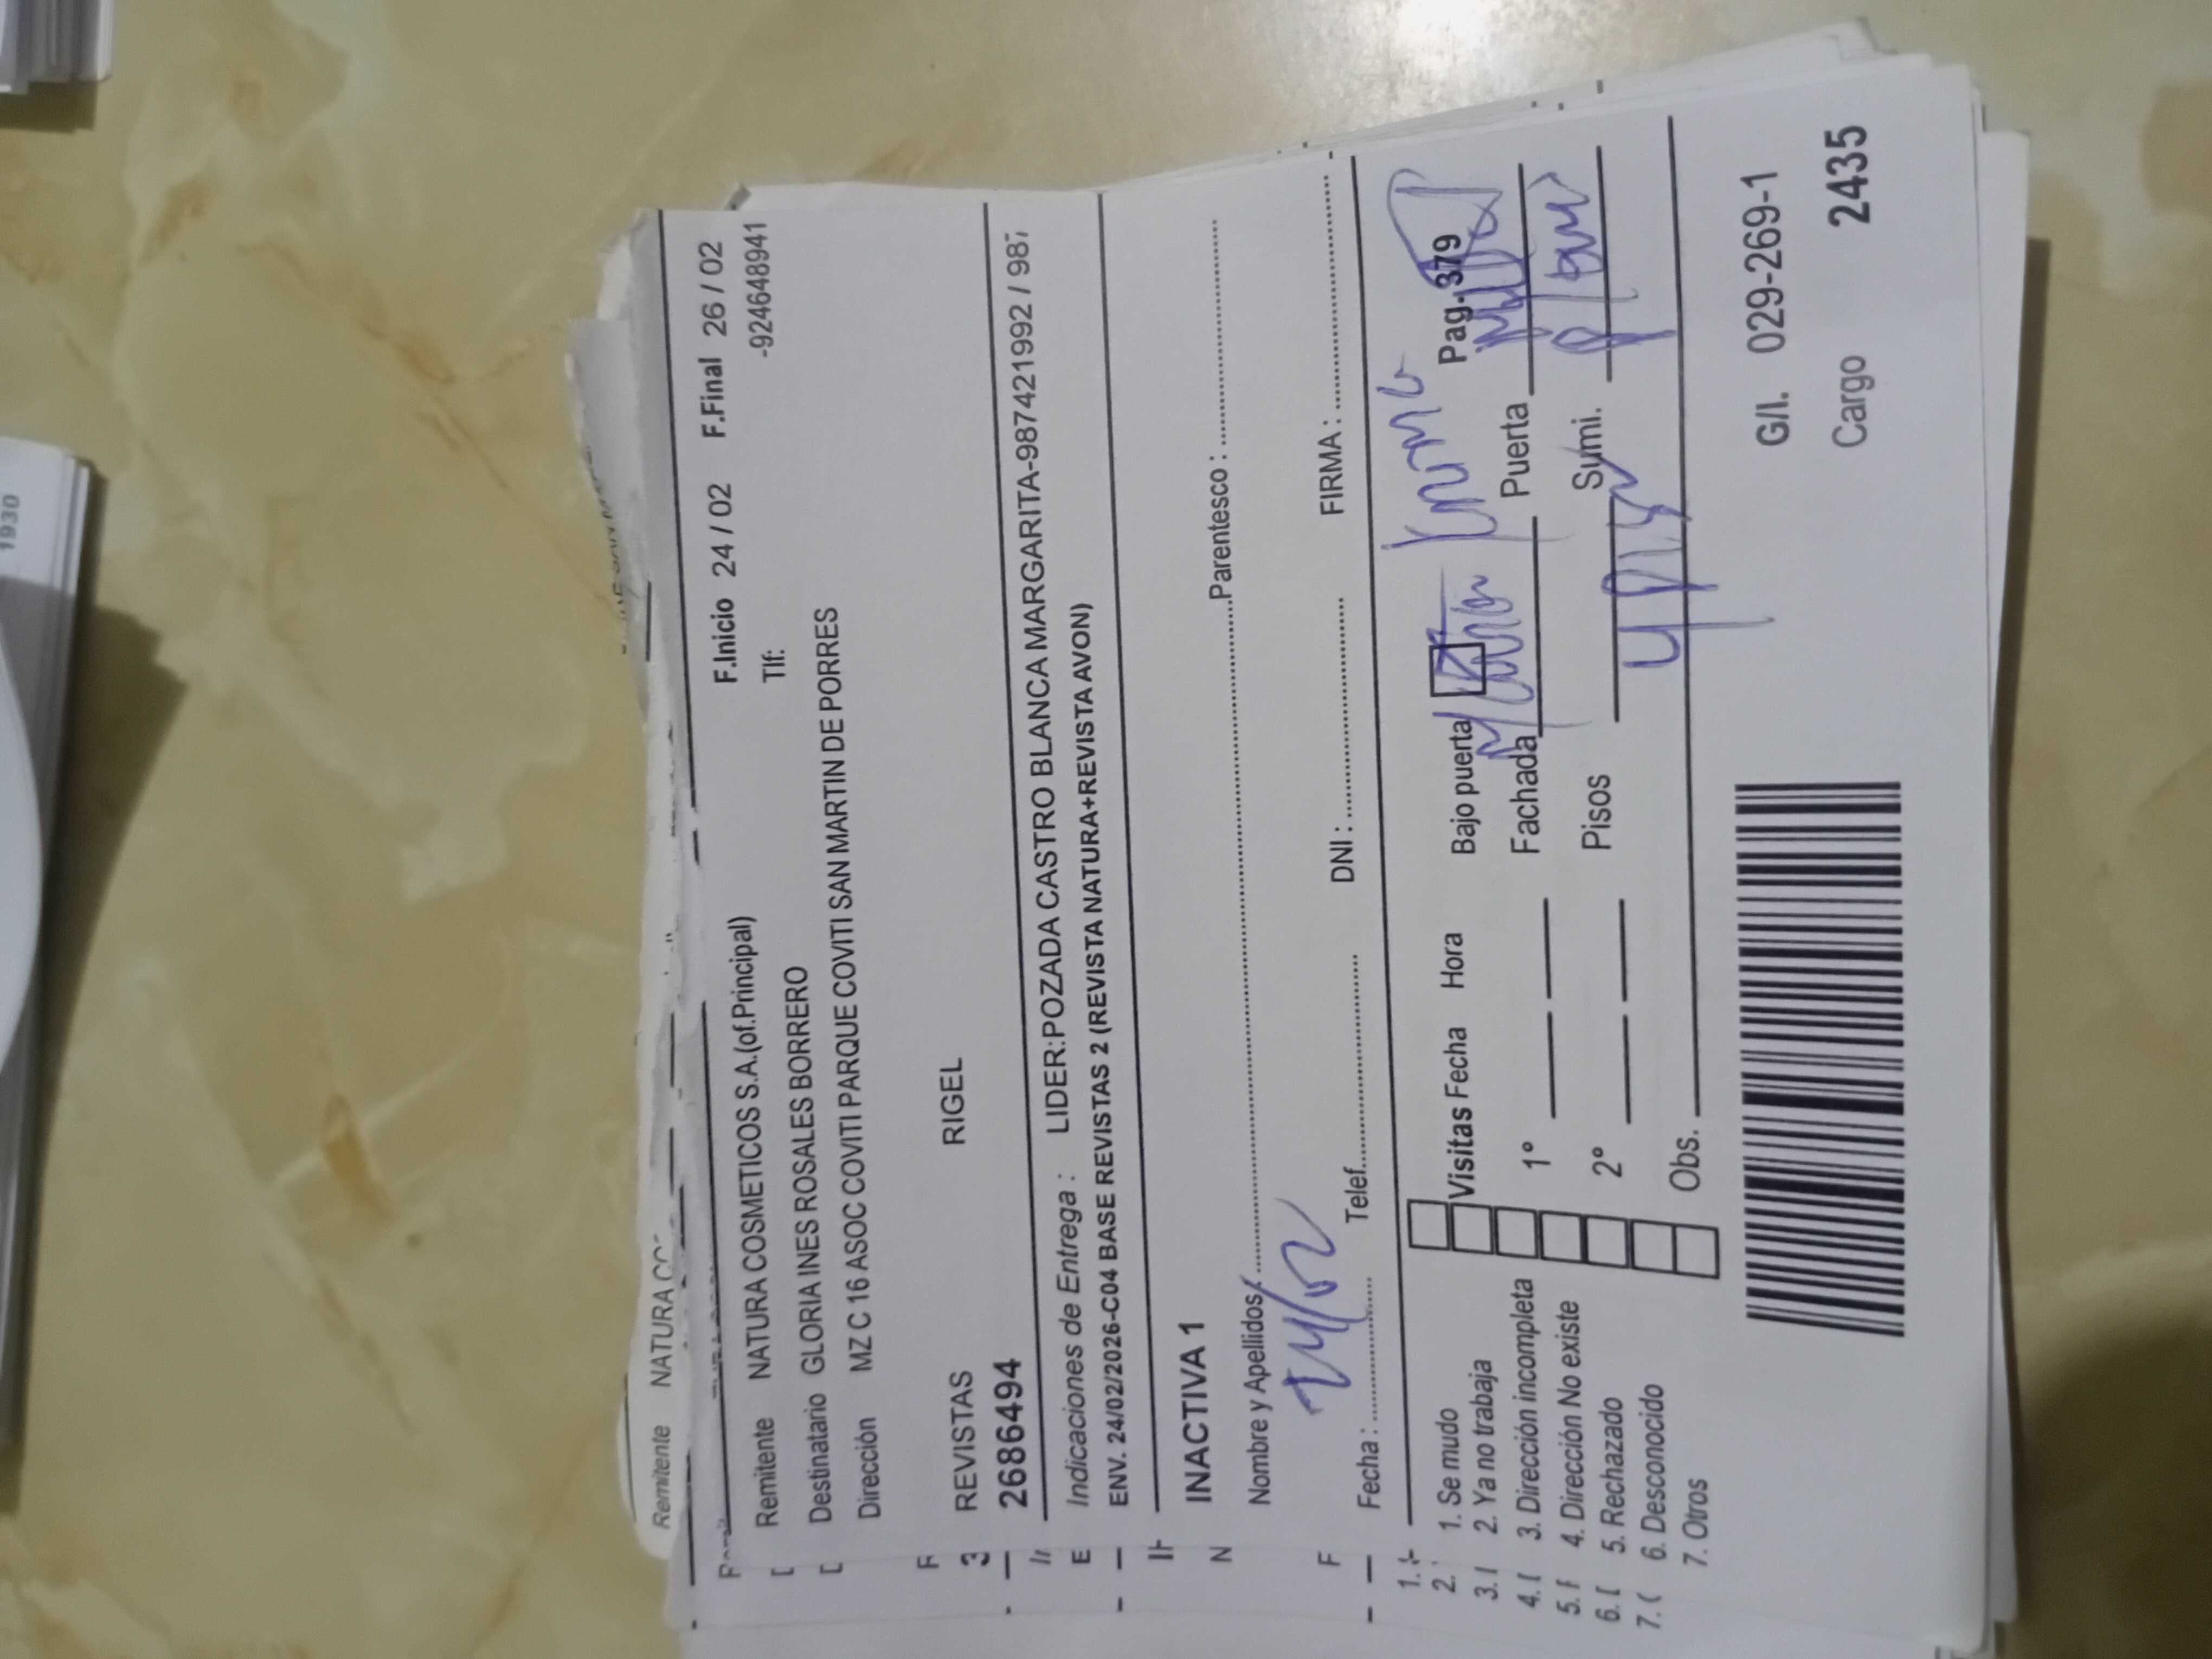 1930
Remitente NATURA CO
F.Inicio 24 / 02 F.Final 26 / 02
Remitente NATURA COSMETICOS S.A.(of.Principal) Tlf: -924648941
Destinatario GLORIA INES ROSALES BORRERO
Dirección MZ C 16 ASOC COVITI PARQUE COVITI SAN MARTIN DE PORRES
REVISTAS RIGEL
2686494
Indicaciones de Entrega : LIDER:POZADA CASTRO BLANCA MARGARITA-987421992 / 987
ENV. 24/02/2026-C04 BASE REVISTAS 2 (REVISTA NATURA+REVISTA AVON)
INACTIVA 1
Nombre y Apellidos Parentesco :
24/02
Fecha : Telef. DNI : FIRMA :
1. Se mudo Visitas Fecha Hora Bajo puerta Pag. 379
2. Ya no trabaja
3. Dirección incompleta 1° Fachada Puerta
4. Dirección No existe
5. Rechazado 2° Pisos Sumi.
6. Desconocido
7. Otros Obs.
G/I. 029-269-1
Cargo 2435